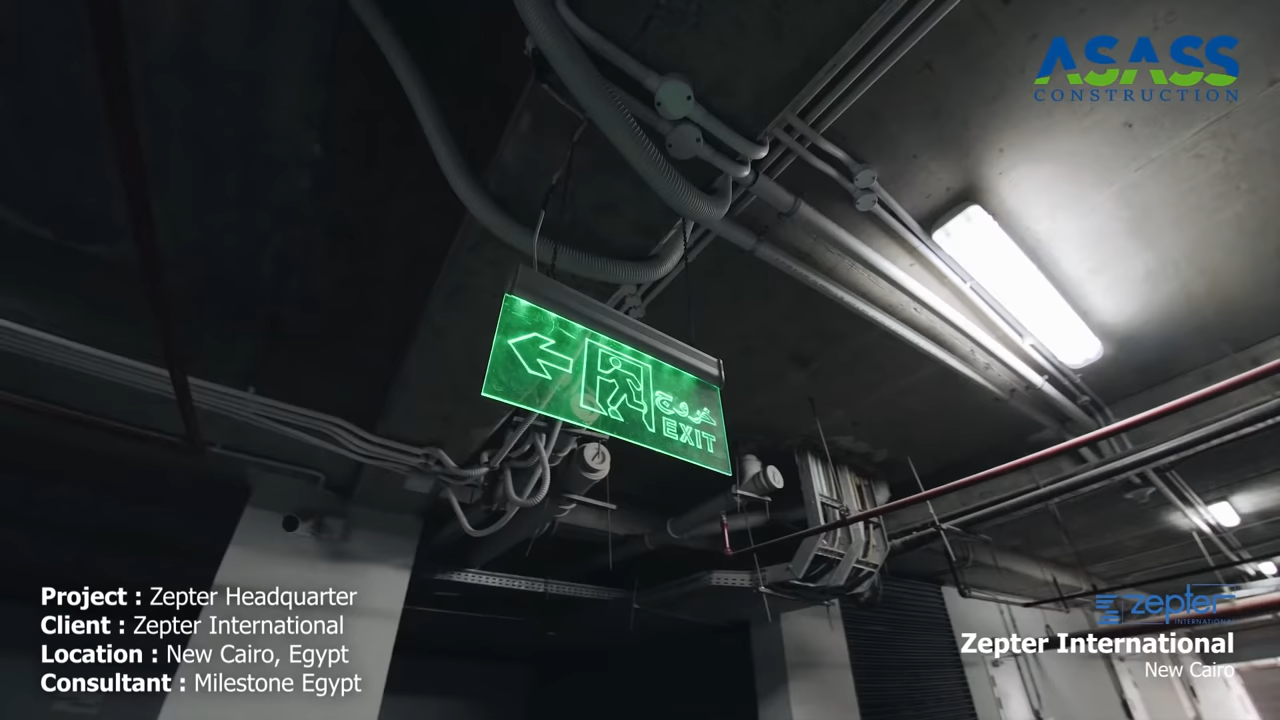 ASASS
CONSTRUCTION
خروج
EXIT
Project : Zepter Headquarter
Client : Zepter International
Location : New Cairo, Egypt
Consultant : Milestone Egypt
zepter
INTERNATIONAL
Zepter International
New Cairo